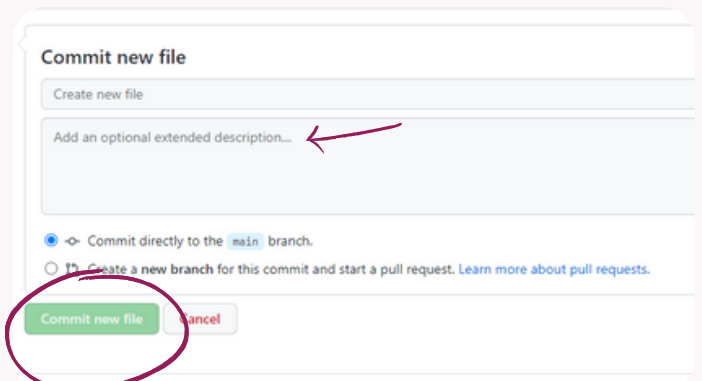 Commit new file
Create new file
Add an optional extended description...
Commit directly to the main branch.
Create a new branch for this commit and start a pull request. Learn more about pull requests.
Commit new file Cancel